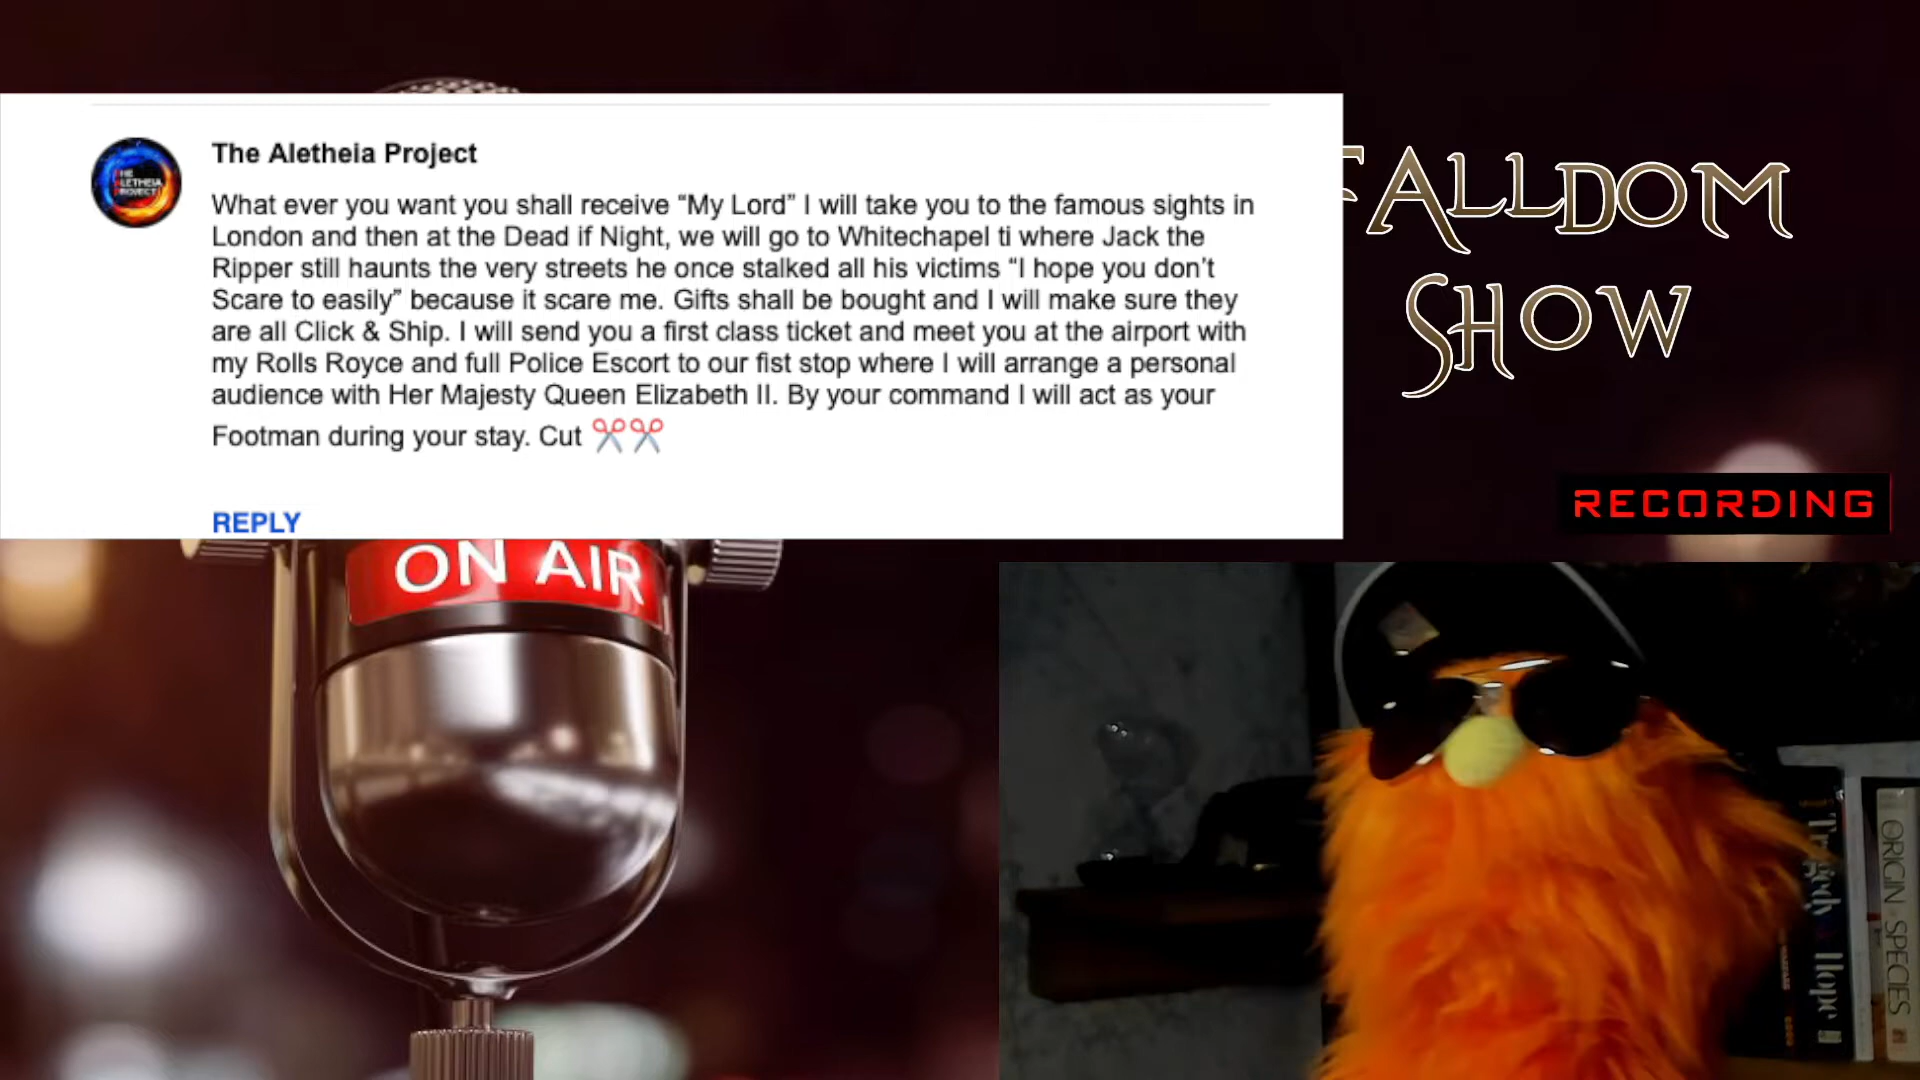 The Aletheia Project
What ever you want you shall receive “My Lord” I will take you to the famous sights in
London and then at the Dead if Night, we will go to Whitechapel ti where Jack the
Ripper still haunts the very streets he once stalked all his victims “I hope you don’t
Scare to easily” because it scare me. Gifts shall be bought and I will make sure they
are all Click & Ship. I will send you a first class ticket and meet you at the airport with
my Rolls Royce and full Police Escort to our fist stop where I will arrange a personal
audience with Her Majesty Queen Elizabeth II. By your command I will act as your
Footman during your stay. Cut ✂️✂️
REPLY
FALLDOM
SHOW
RECORDING
ON AIR
Tragedy
Hope
ORIGIN
SPECIES